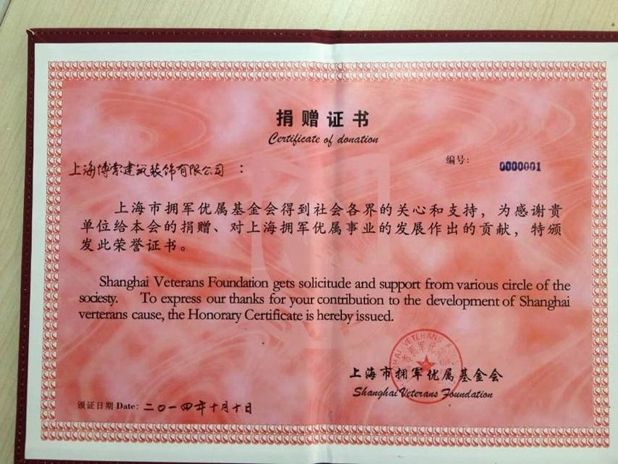 捐赠证书
Certificate of donation
编号： 0000001
上海博索建筑装饰有限公司：
上海市拥军优属基金会得到社会各界的关心和支持，为感谢贵
单位给本会的捐赠、对上海拥军优属事业的发展作出的贡献，特颁
发此荣誉证书。
Shanghai Veterans Foundation gets solicitude and support from various circle of the
sociesty. To express our thanks for your contribution to the development of Shanghai
verterans cause, the Honorary Certificate is hereby issued.
上海市拥军优属基金会
Shanghai Veterans Foundation
颁证日期 Date: 二〇一四年十月十日